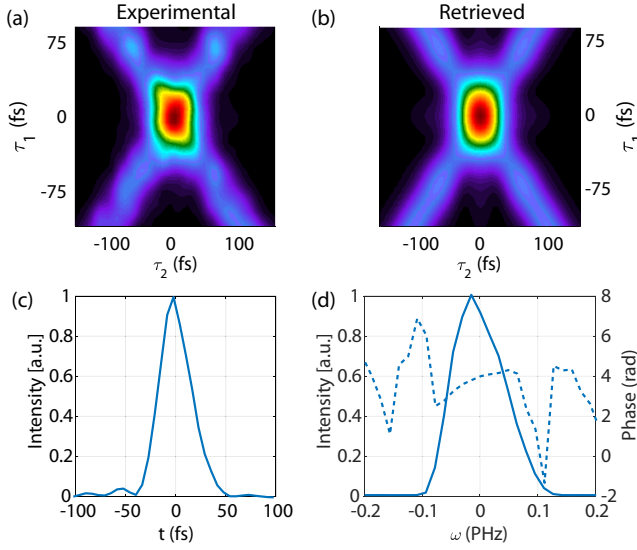 (a) Experimental
75
0
-75
τ1 (fs)
-100 0 100
τ2 (fs)
(b) Retrieved
75
0
-75
τ1 (fs)
-100 0 100
τ2 (fs)
(c)
1
0.8
0.6
0.4
0.2
0
Intensity [a.u.]
-100 -50 0 50 100
t (fs)
(d)
1
0.8
0.6
0.4
0.2
0
Intensity [a.u.]
8
6
4
2
0
-2
Phase (rad)
-0.2 -0.1 0 0.1 0.2
ω (PHz)